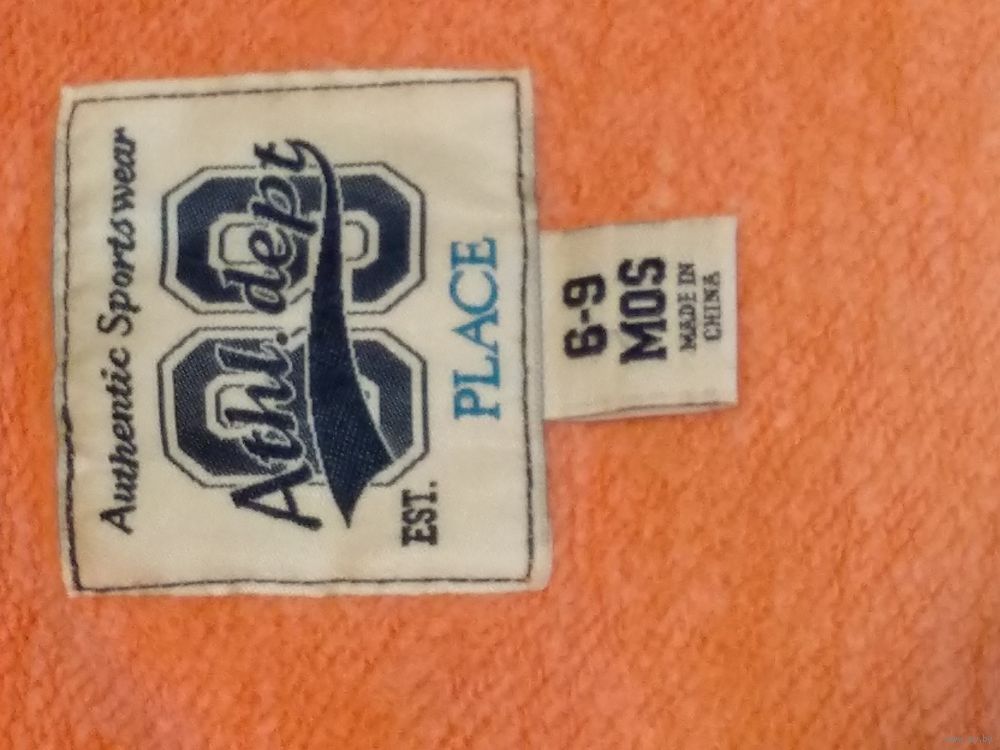 Authentic Sportswear
Athl. dept
EST.
PLACE
6-9
MOS
MADE IN
CHINA